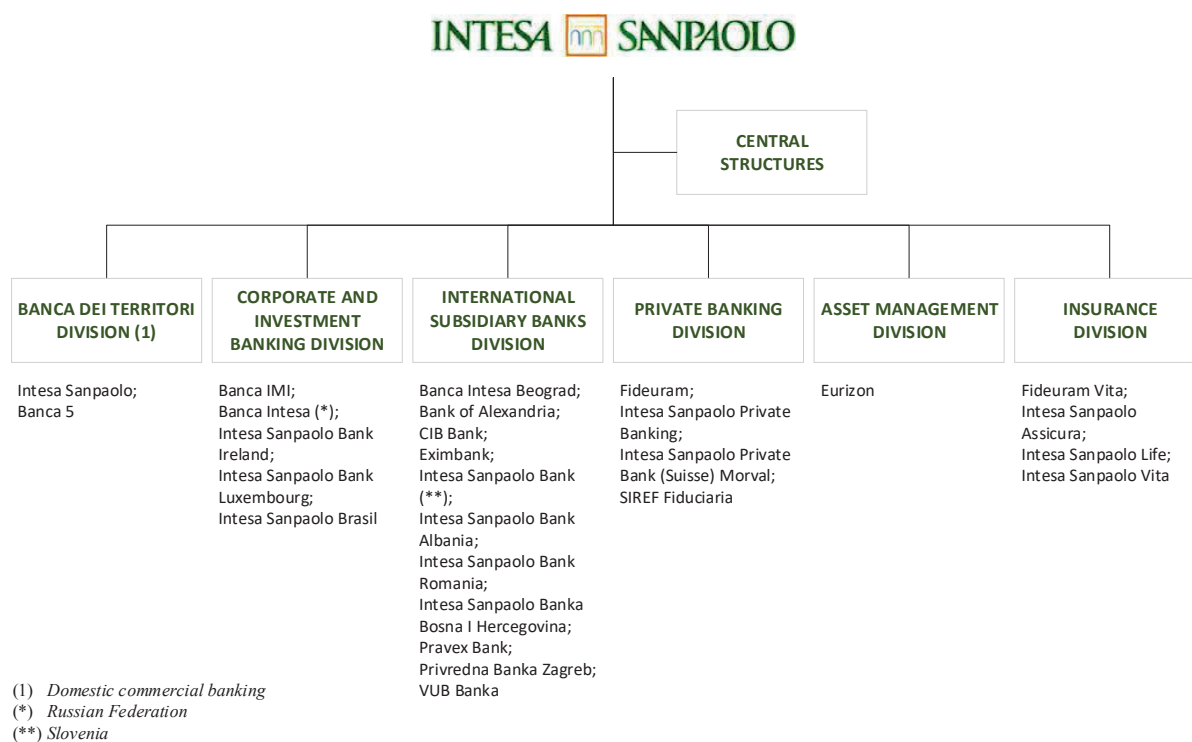 INTESA SANPAOLO
CENTRAL
STRUCTURES
BANCA DEI TERRITORI
DIVISION (1)
Intesa Sanpaolo;
Banca 5
CORPORATE AND
INVESTMENT
BANKING DIVISION
Banca IMI;
Banca Intesa (*);
Intesa Sanpaolo Bank
Ireland;
Intesa Sanpaolo Bank
Luxembourg;
Intesa Sanpaolo Brasil
INTERNATIONAL
SUBSIDIARY BANKS
DIVISION
Banca Intesa Beograd;
Bank of Alexandria;
CIB Bank;
Eximbank;
Intesa Sanpaolo Bank
(**);
Intesa Sanpaolo Bank
Albania;
Intesa Sanpaolo Bank
Romania;
Intesa Sanpaolo Banka
Bosna I Hercegovina;
Pravex Bank;
Privredna Banka Zagreb;
VUB Banka
PRIVATE BANKING
DIVISION
Fideuram;
Intesa Sanpaolo Private
Banking;
Intesa Sanpaolo Private
Bank (Suisse) Morval;
SIREF Fiduciaria
ASSET MANAGEMENT
DIVISION
Eurizon
INSURANCE
DIVISION
Fideuram Vita;
Intesa Sanpaolo
Assicura;
Intesa Sanpaolo Life;
Intesa Sanpaolo Vita
(1) Domestic commercial banking
(*) Russian Federation
(**) Slovenia